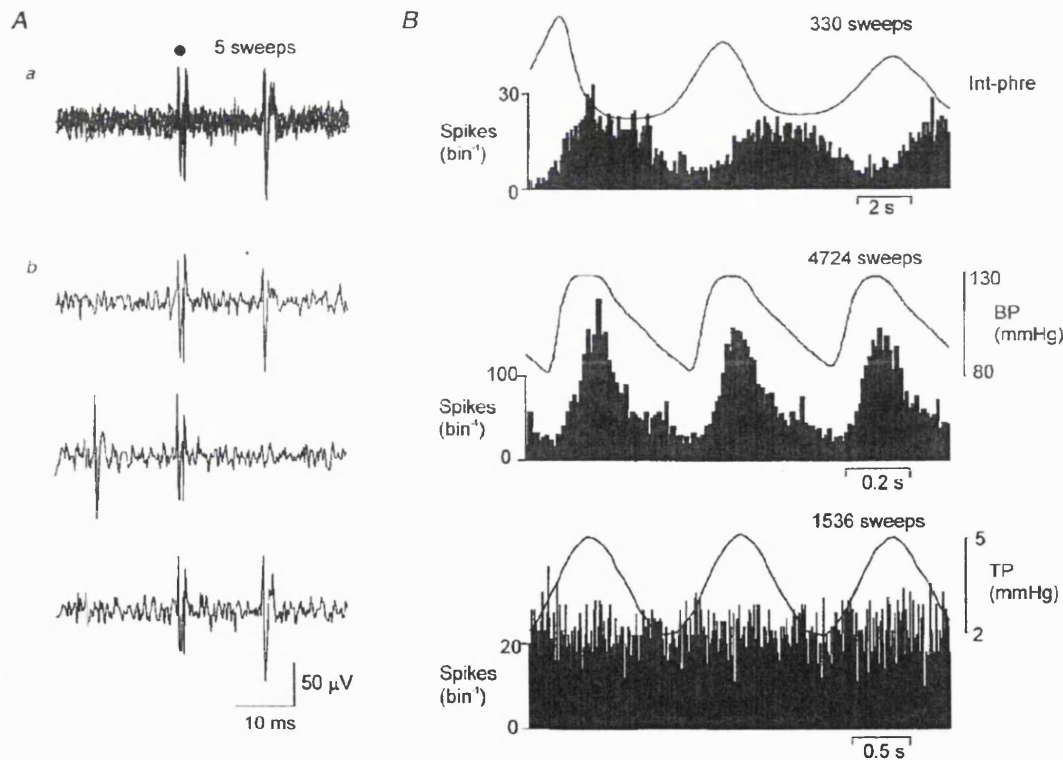 A
5 sweeps
a
b
50 µV
10 ms
B
330 sweeps
Int-phre
30
Spikes
(bin⁻¹)
0
2 s
4724 sweeps
130
BP
(mmHg)
80
100
Spikes
(bin⁻¹)
0
0.2 s
1536 sweeps
5
TP
(mmHg)
2
20
Spikes
(bin⁻¹)
0
0.5 s